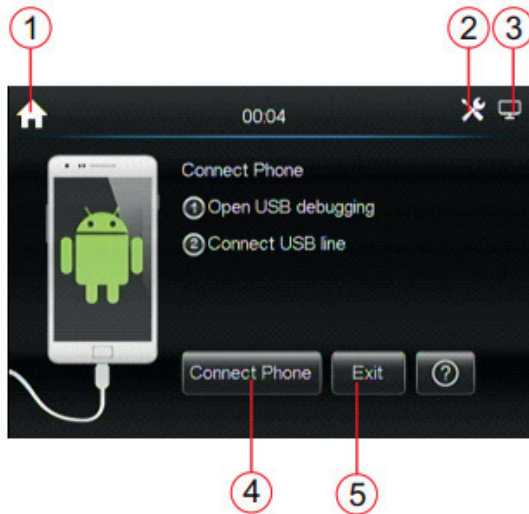 1 2 3
00:04
Connect Phone
1 Open USB debugging
2 Connect USB line
Connect Phone Exit ?
4 5